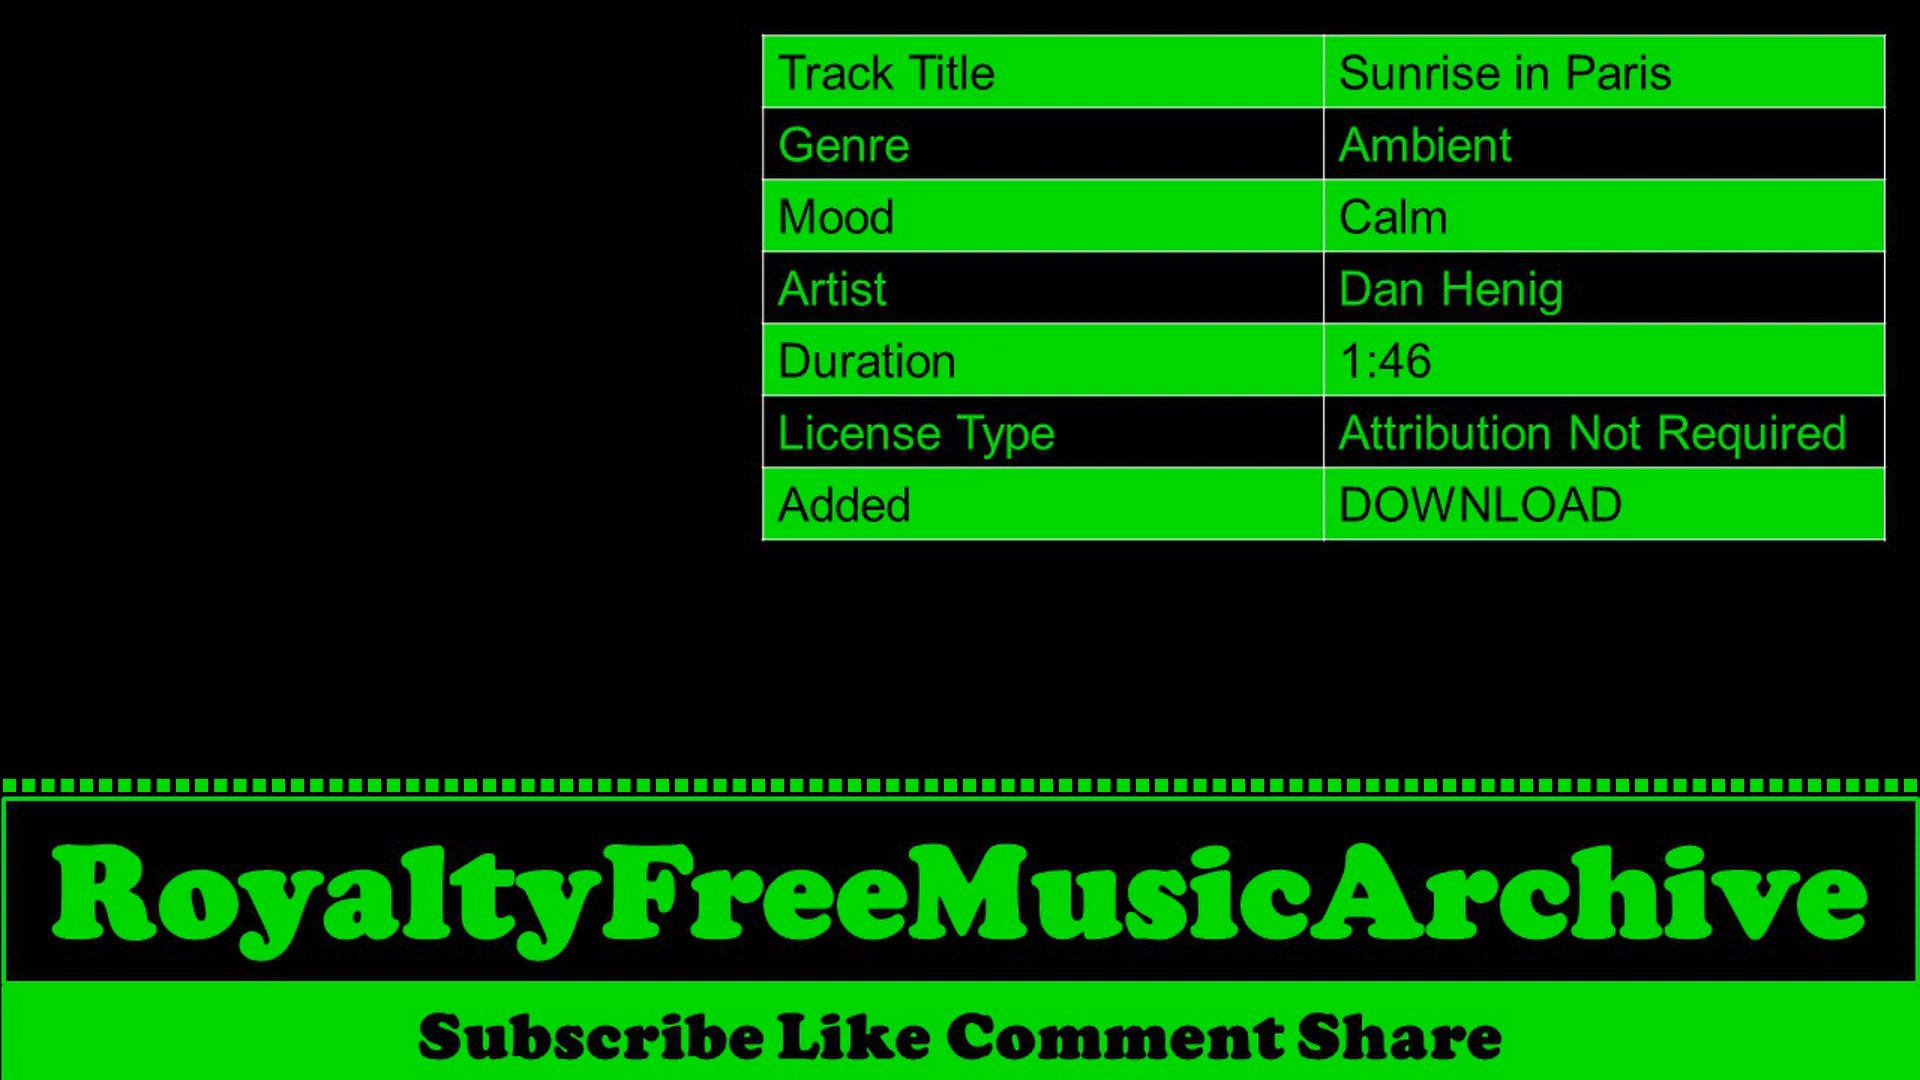 Track Title Sunrise in Paris
Genre Ambient
Mood Calm
Artist Dan Henig
Duration 1:46
License Type Attribution Not Required
Added DOWNLOAD
RoyaltyFreeMusicArchive
Subscribe Like Comment Share